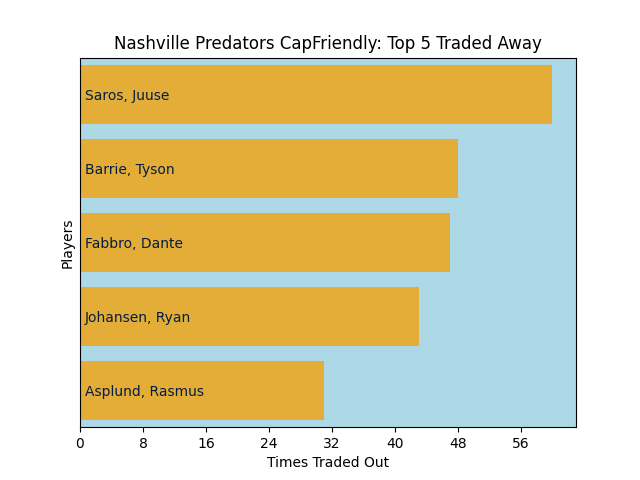 Nashville Predators CapFriendly: Top 5 Traded Away
Players
Saros, Juuse
Barrie, Tyson
Fabbro, Dante
Johansen, Ryan
Asplund, Rasmus
0 8 16 24 32 40 48 56
Times Traded Out